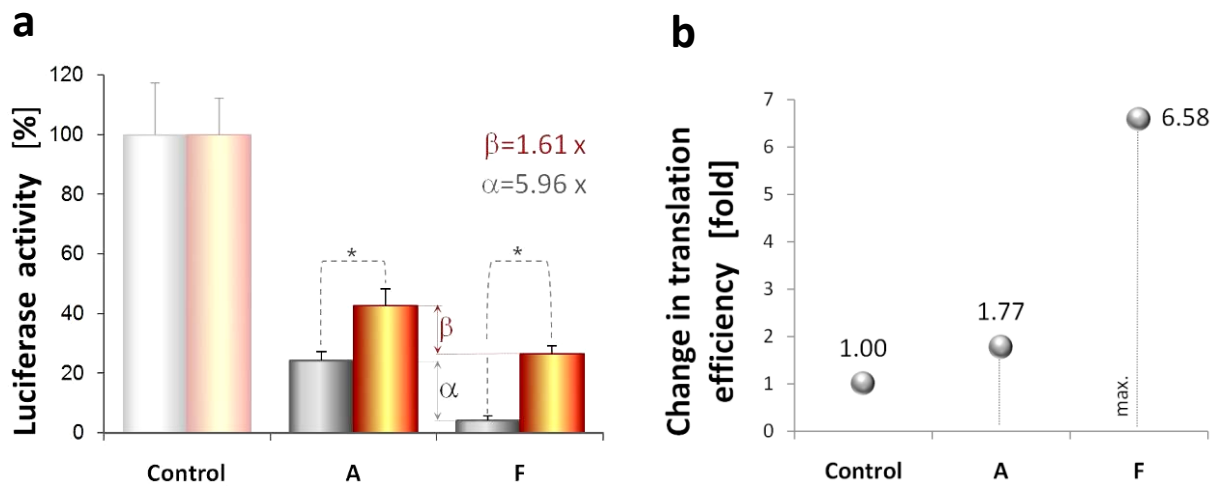 a
Luciferase activity [%]
120
100
80
60
40
20
0
β=1.61 x
α=5.96 x
*
*
β
α
Control
A
F
b
Change in translation
efficiency [fold]
7
6
5
4
3
2
1
0
1.00
1.77
6.58
max.
Control
A
F